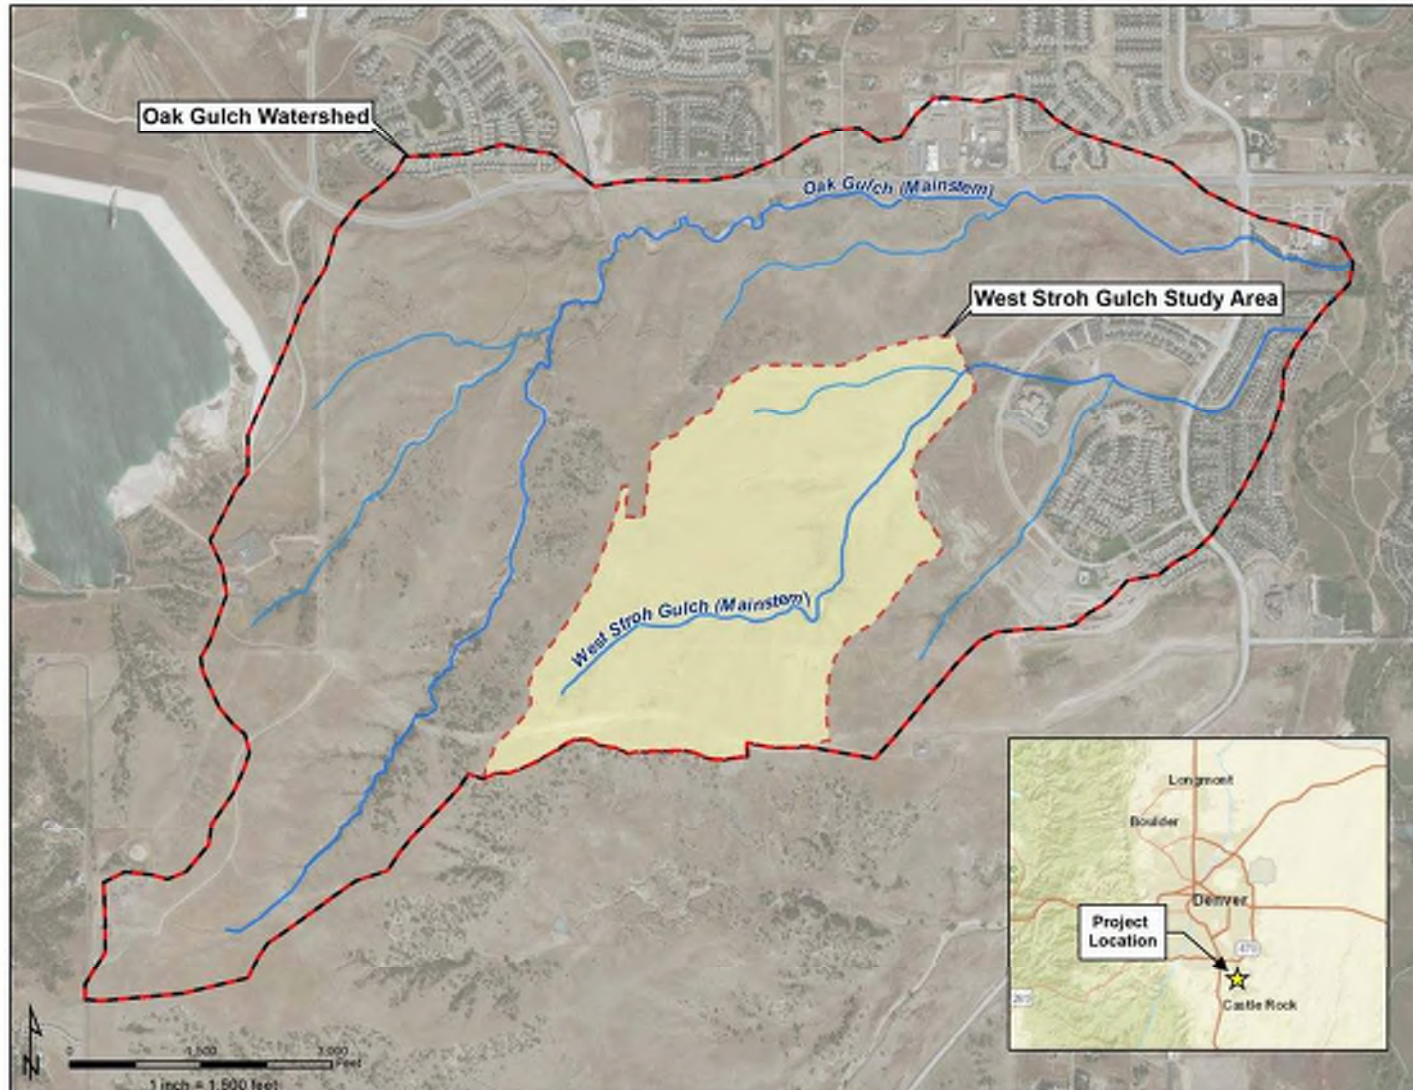 Oak Gulch Watershed
Oak Gulch (Mainstem)
West Stroh Gulch Study Area
West Stroh Gulch (Mainstem)
Longmont
Boulder
Denver
Project
Location
470
Castle Rock
N
0 1,500 3,000
Feet
1 inch = 1,500 feet